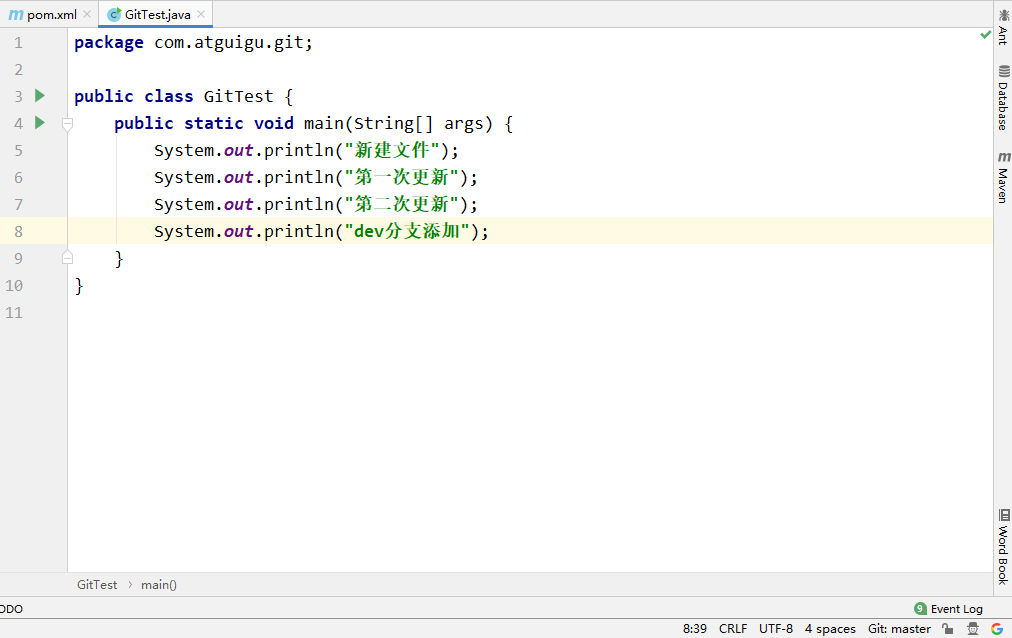 m pom.xml GitTest.java
1 package com.atguigu.git;
2
3 public class GitTest {
4 public static void main(String[] args) {
5 System.out.println("新建文件");
6 System.out.println("第一次更新");
7 System.out.println("第二次更新");
8 System.out.println("dev分支添加");
9 }
10 }
11
Ant
Database
m Maven
Word Book
GitTest › main()
ODO
9 Event Log
8:39 CRLF UTF-8 4 spaces Git: master